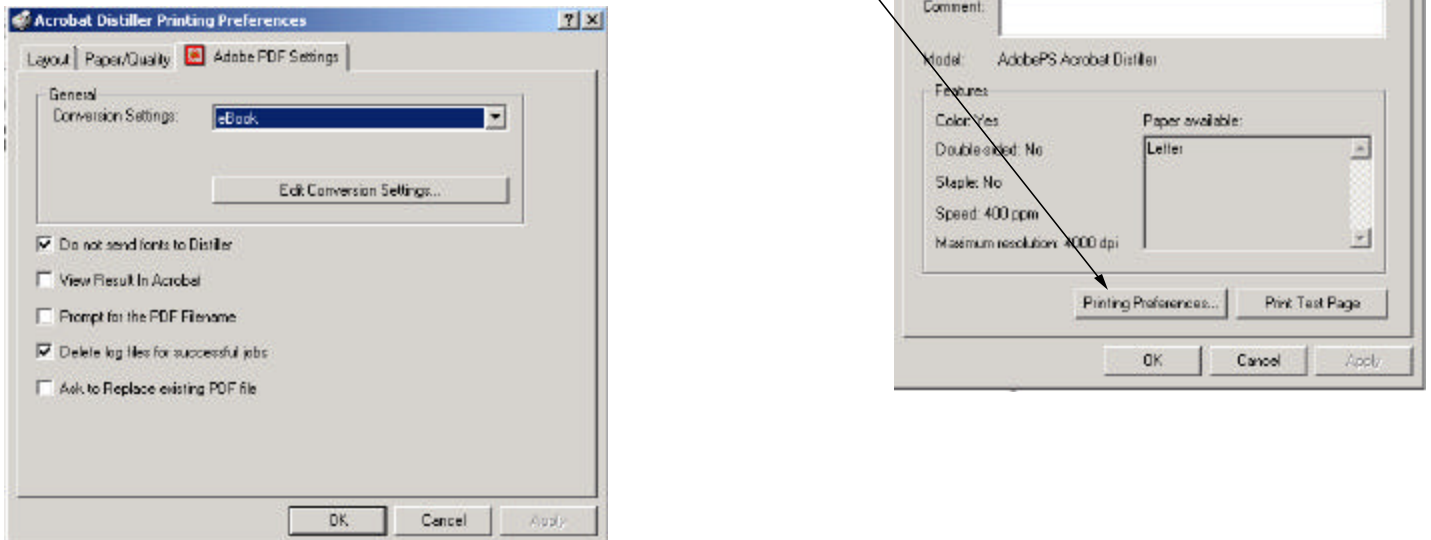 Acrobat Distiller Printing Preferences
Layout Paper/Quality Adobe PDF Settings
General
Conversion Settings: eBook
Edit Conversion Settings...
Do not send fonts to Distiller
View Result In Acrobat
Prompt for the PDF Filename
Delete log files for successful jobs
Ask to Replace existing PDF file
OK Cancel Apply
Comment:
Model: AdobePS Acrobat Distiller
Features
Color: Yes
Paper available:
Double-sided: No
Letter
Staple: No
Speed: 400 ppm
Maximum resolution: 4000 dpi
Printing Preferences... Print Test Page
OK Cancel Apply